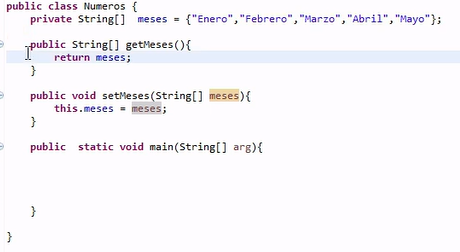 public class Numeros {
private String[]  meses = {"Enero","Febrero","Marzo","Abril","Mayo"};
public String[] getMeses(){
return meses;
}
public void setMeses(String[] meses){
this.meses = meses;
}
public  static void main(String[] arg){
}
}